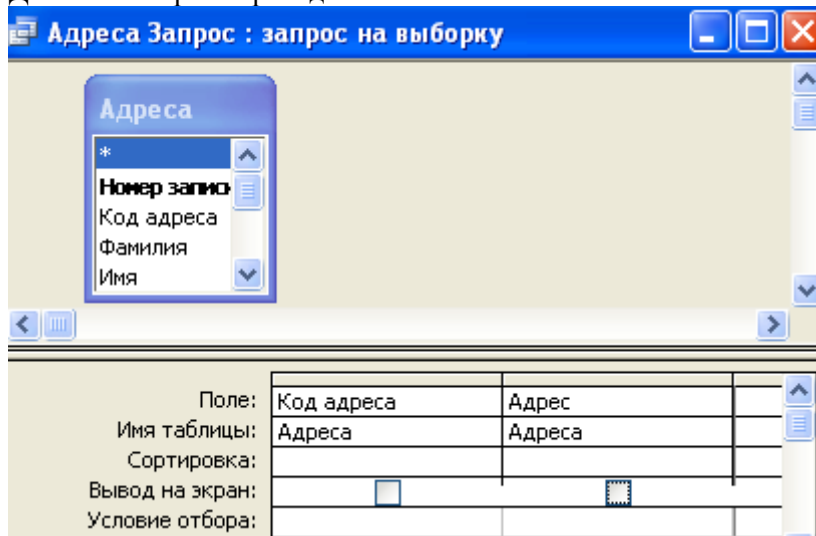 Адреса Запрос : запрос на выборку
Адреса
*
Номер записи
Код адреса
Фамилия
Имя
Поле: Код адреса Адрес
Имя таблицы: Адреса Адреса
Сортировка:
Вывод на экран:
Условие отбора: